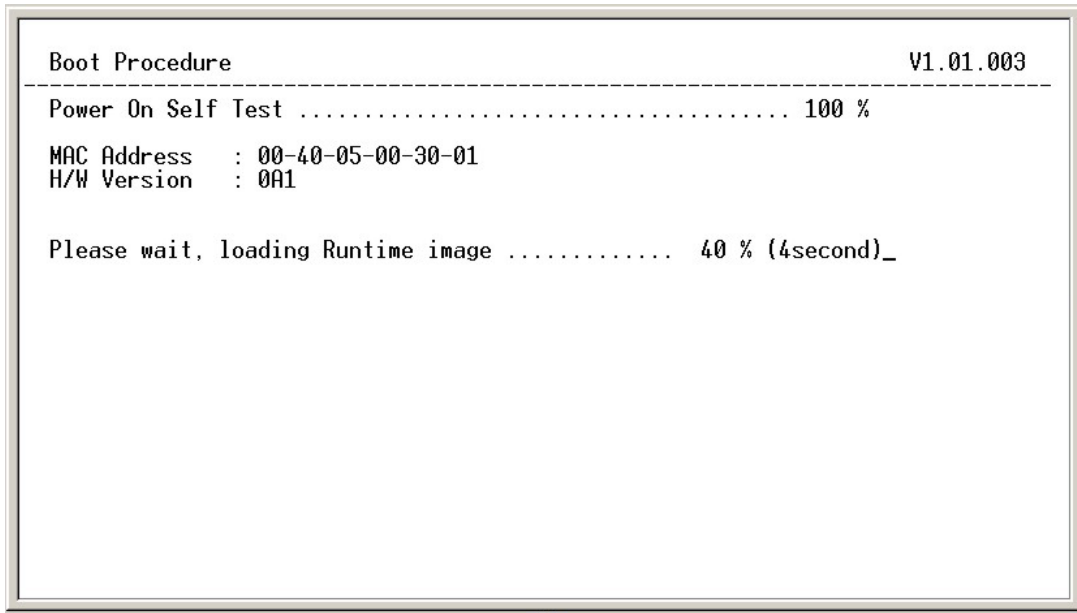 Boot Procedure V1.01.003
--------------------------------------------------------------------------------
Power On Self Test ...................................... 100 %
MAC Address : 00-40-05-00-30-01
H/W Version : 0A1
Please wait, loading Runtime image ............. 40 % (4second)_